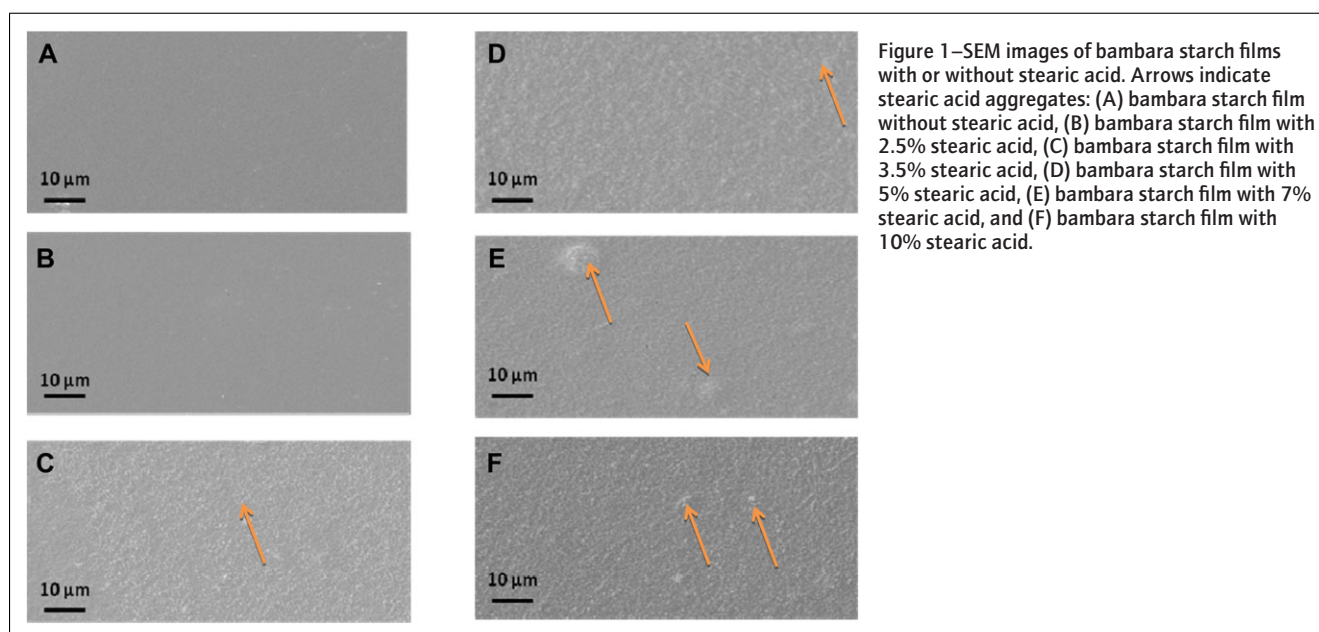 A
10 µm
B
10 µm
C
10 µm
D
10 µm
E
10 µm
F
10 µm
Figure 1–SEM images of bambara starch films
with or without stearic acid. Arrows indicate
stearic acid aggregates: (A) bambara starch film
without stearic acid, (B) bambara starch film with
2.5% stearic acid, (C) bambara starch film with
3.5% stearic acid, (D) bambara starch film with
5% stearic acid, (E) bambara starch film with 7%
stearic acid, and (F) bambara starch film with
10% stearic acid.